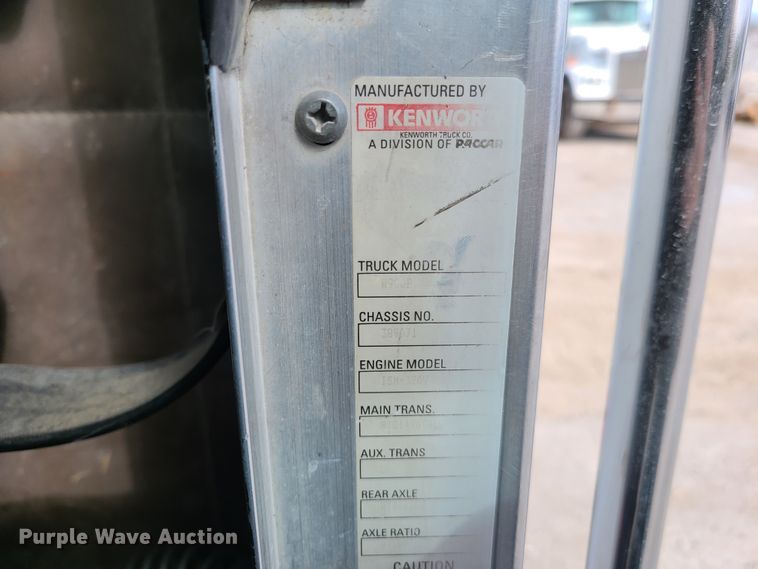 MANUFACTURED BY
KENWOR
KENWORTH TRUCK CO.
A DIVISION OF PACCAR
TRUCK MODEL
CHASSIS NO.
ENGINE MODEL
MAIN TRANS.
AUX. TRANS
REAR AXLE
AXLE RATIO
CAUTION
Purple Wave Auction